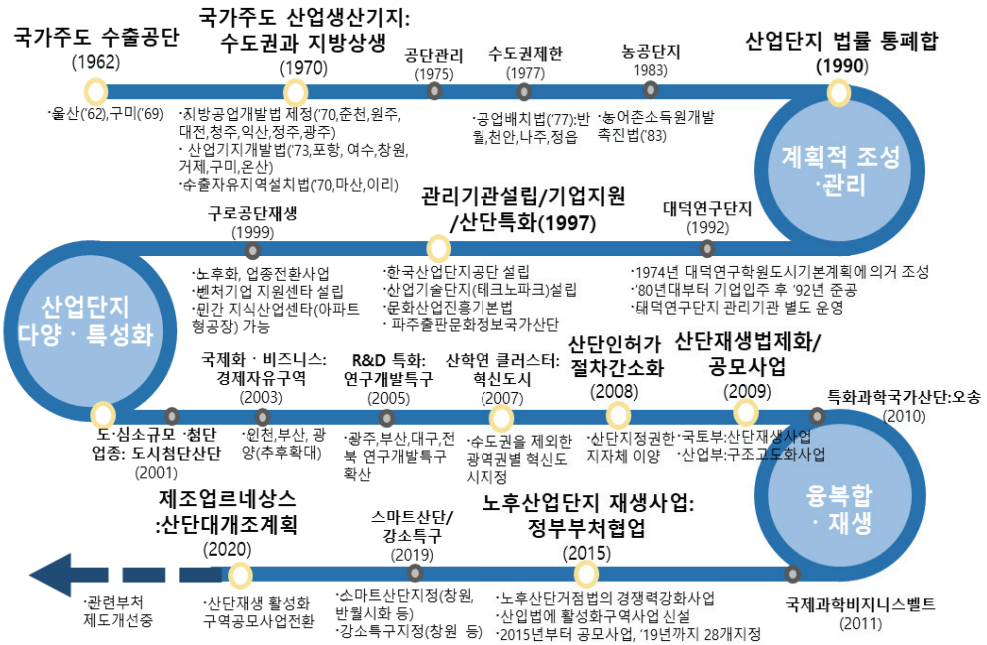 국가주도 수출공단
(1962)
·울산('62),구미('69)
국가주도 산업생산기지:
수도권과 지방상생
(1970)
·지방공업개발법 제정('70,춘천,원주,
대전,청주,익산,정주,광주)
· 산업기지개발법('73,포항, 여수,창원,
거제,구미,온산)
·수출자유지역설치법('70,마산,이리)
공단관리
(1975)
수도권제한
(1977)
·공업배치법('77):반
월,천안,나주,정읍
농공단지
(1983)
·농어촌소득원개발
촉진법('83)
산업단지 법률 통폐합
(1990)
계획적 조성
·관리
대덕연구단지
(1992)
·1974년 대덕연구학원도시기본계획에 의거 조성
·'80년대부터 기업입주 후 '92년 준공
·대덕연구단지 관리기관 별도 운영
관리기관설립/기업지원
/산단특화(1997)
·한국산업단지공단 설립
·산업기술단지(테크노파크)설립
·문화산업진흥기본법
· 파주출판문화정보국가산단
구로공단재생
(1999)
·노후화, 업종전환사업
·벤처기업 지원센타 설립
·민간 지식산업센타(아파트
형공장) 가능
산업단지
다양 · 특성화
도·심소규모 ·첨단
업종: 도시첨단산단
(2001)
국제화 · 비즈니스:
경제자유구역
(2003)
·인천,부산, 광
양(추후확대)
R&D 특화:
연구개발특구
(2005)
·광주,부산,대구,전
북 연구개발특구
확산
산학연 클러스터:
혁신도시
(2007)
·수도권을 제외한
광역권별 혁신도
시지정
산단인허가
절차간소화
(2008)
·산단지정권한
지자체 이양
산단재생법제화/
공모사업
(2009)
·국토부:산단재생사업
·산업부:구조고도화사업
특화과학국가산단:오송
(2010)
융복합
· 재생
국제과학비지니스벨트
(2011)
노후산업단지 재생사업:
정부부처협업
(2015)
·노후산단거점법의 경쟁력강화사업
·산입법에 활성화구역사업 신설
·2015년부터 공모사업, '19년까지 28개지정
스마트산단/
강소특구
(2019)
·스마트산단지정(창원,
반월시화 등)
·강소특구지정(창원 등)
제조업르네상스
:산단대개조계획
(2020)
·산단재생 활성화
구역공모사업전환
·관련부처
제도개선중